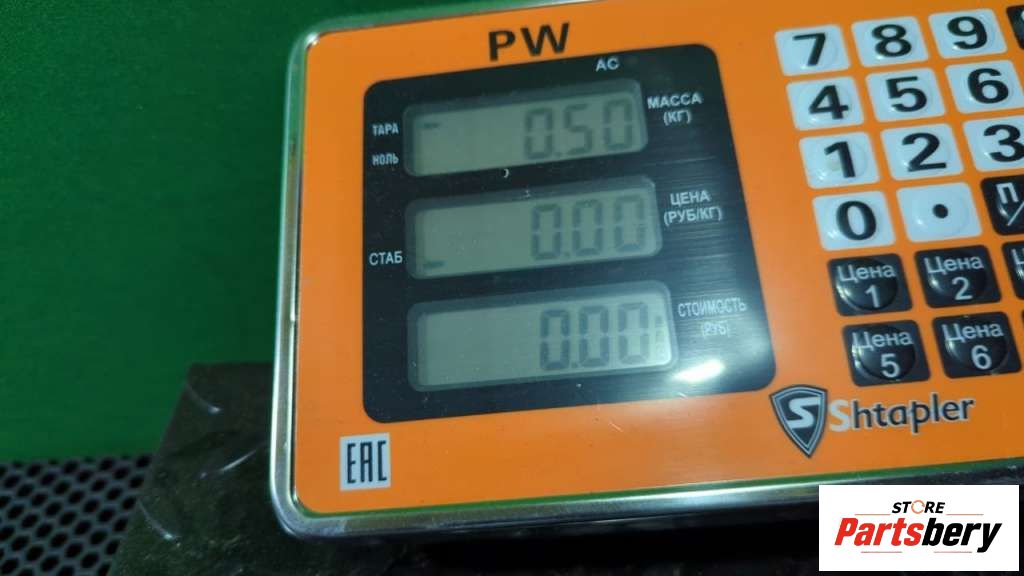 PW
AC
ТАРА
НОЛЬ
0.50
МАССА
(КГ)
СТАБ
0.00
ЦЕНА
(РУБ/КГ)
0.00
СТОИМОСТЬ
(РУБ)
7 8 9
4 5 6
1 2 3
0 .
Цена
1
Цена
2
Цена
5
Цена
6
S Shtapler
EAC
STORE
Partsbery